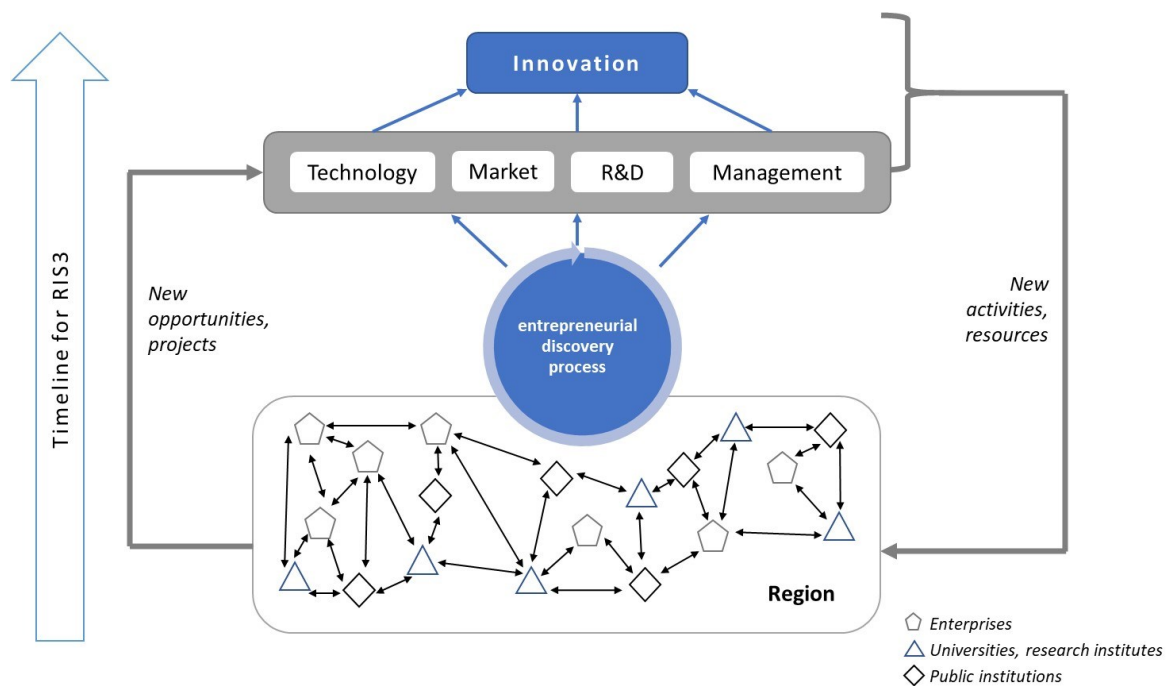 Innovation
Technology
Market
R&D
Management
Timeline for RIS3
New
opportunities,
projects
entrepreneurial
discovery
process
New
activities,
resources
Region
Enterprises
Universities, research institutes
Public institutions